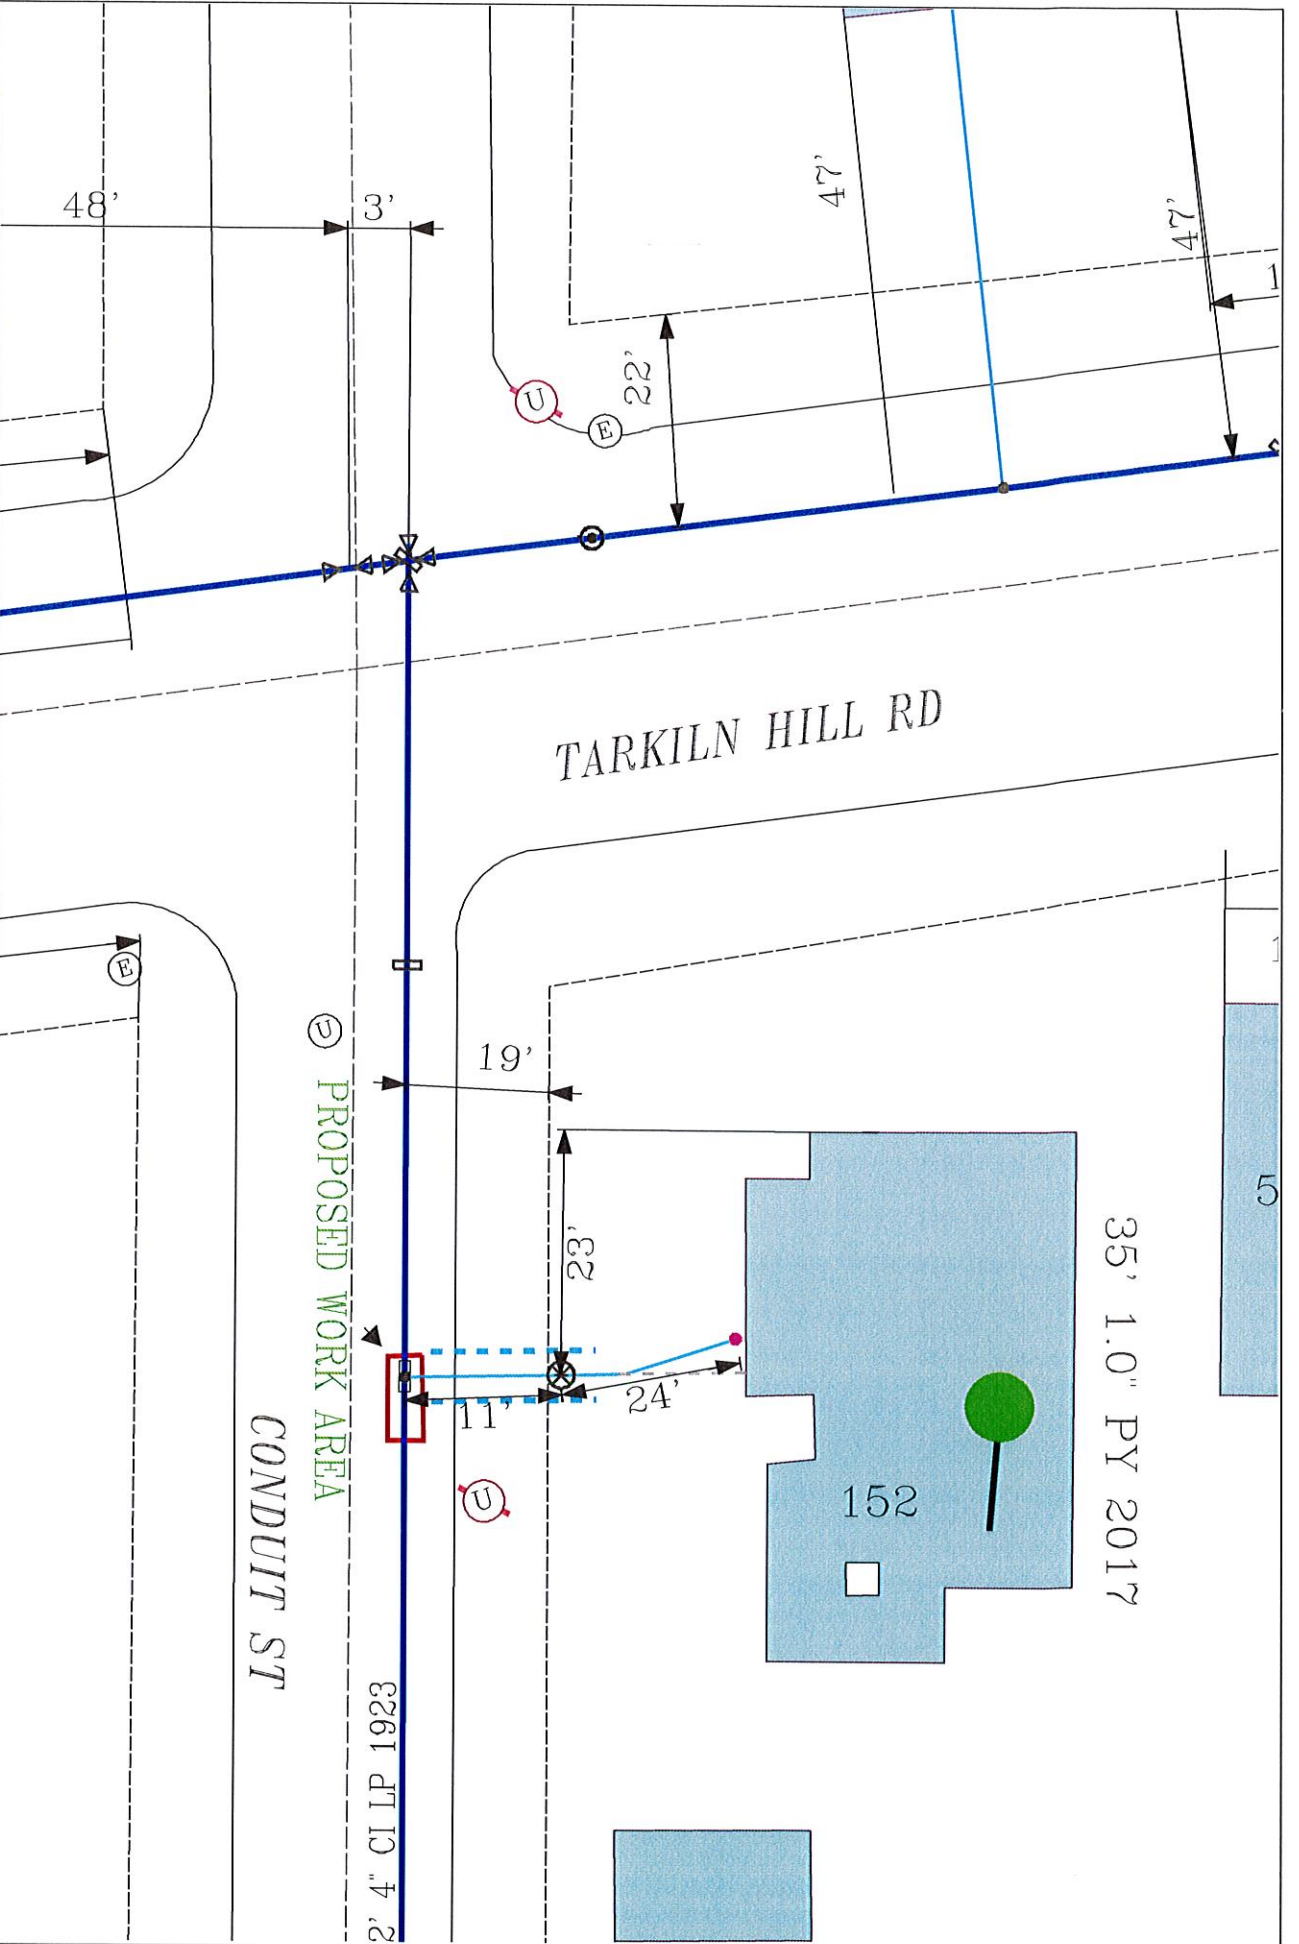 48'
3'
47'
47'
1
22'
U
E
TARKILN HILL RD
E
U
19'
PROPOSED WORK AREA
23'
5
35' 1.0" PY 2017
11'
24'
152
U
CONDUIT ST
2' 4" CI LP 1923